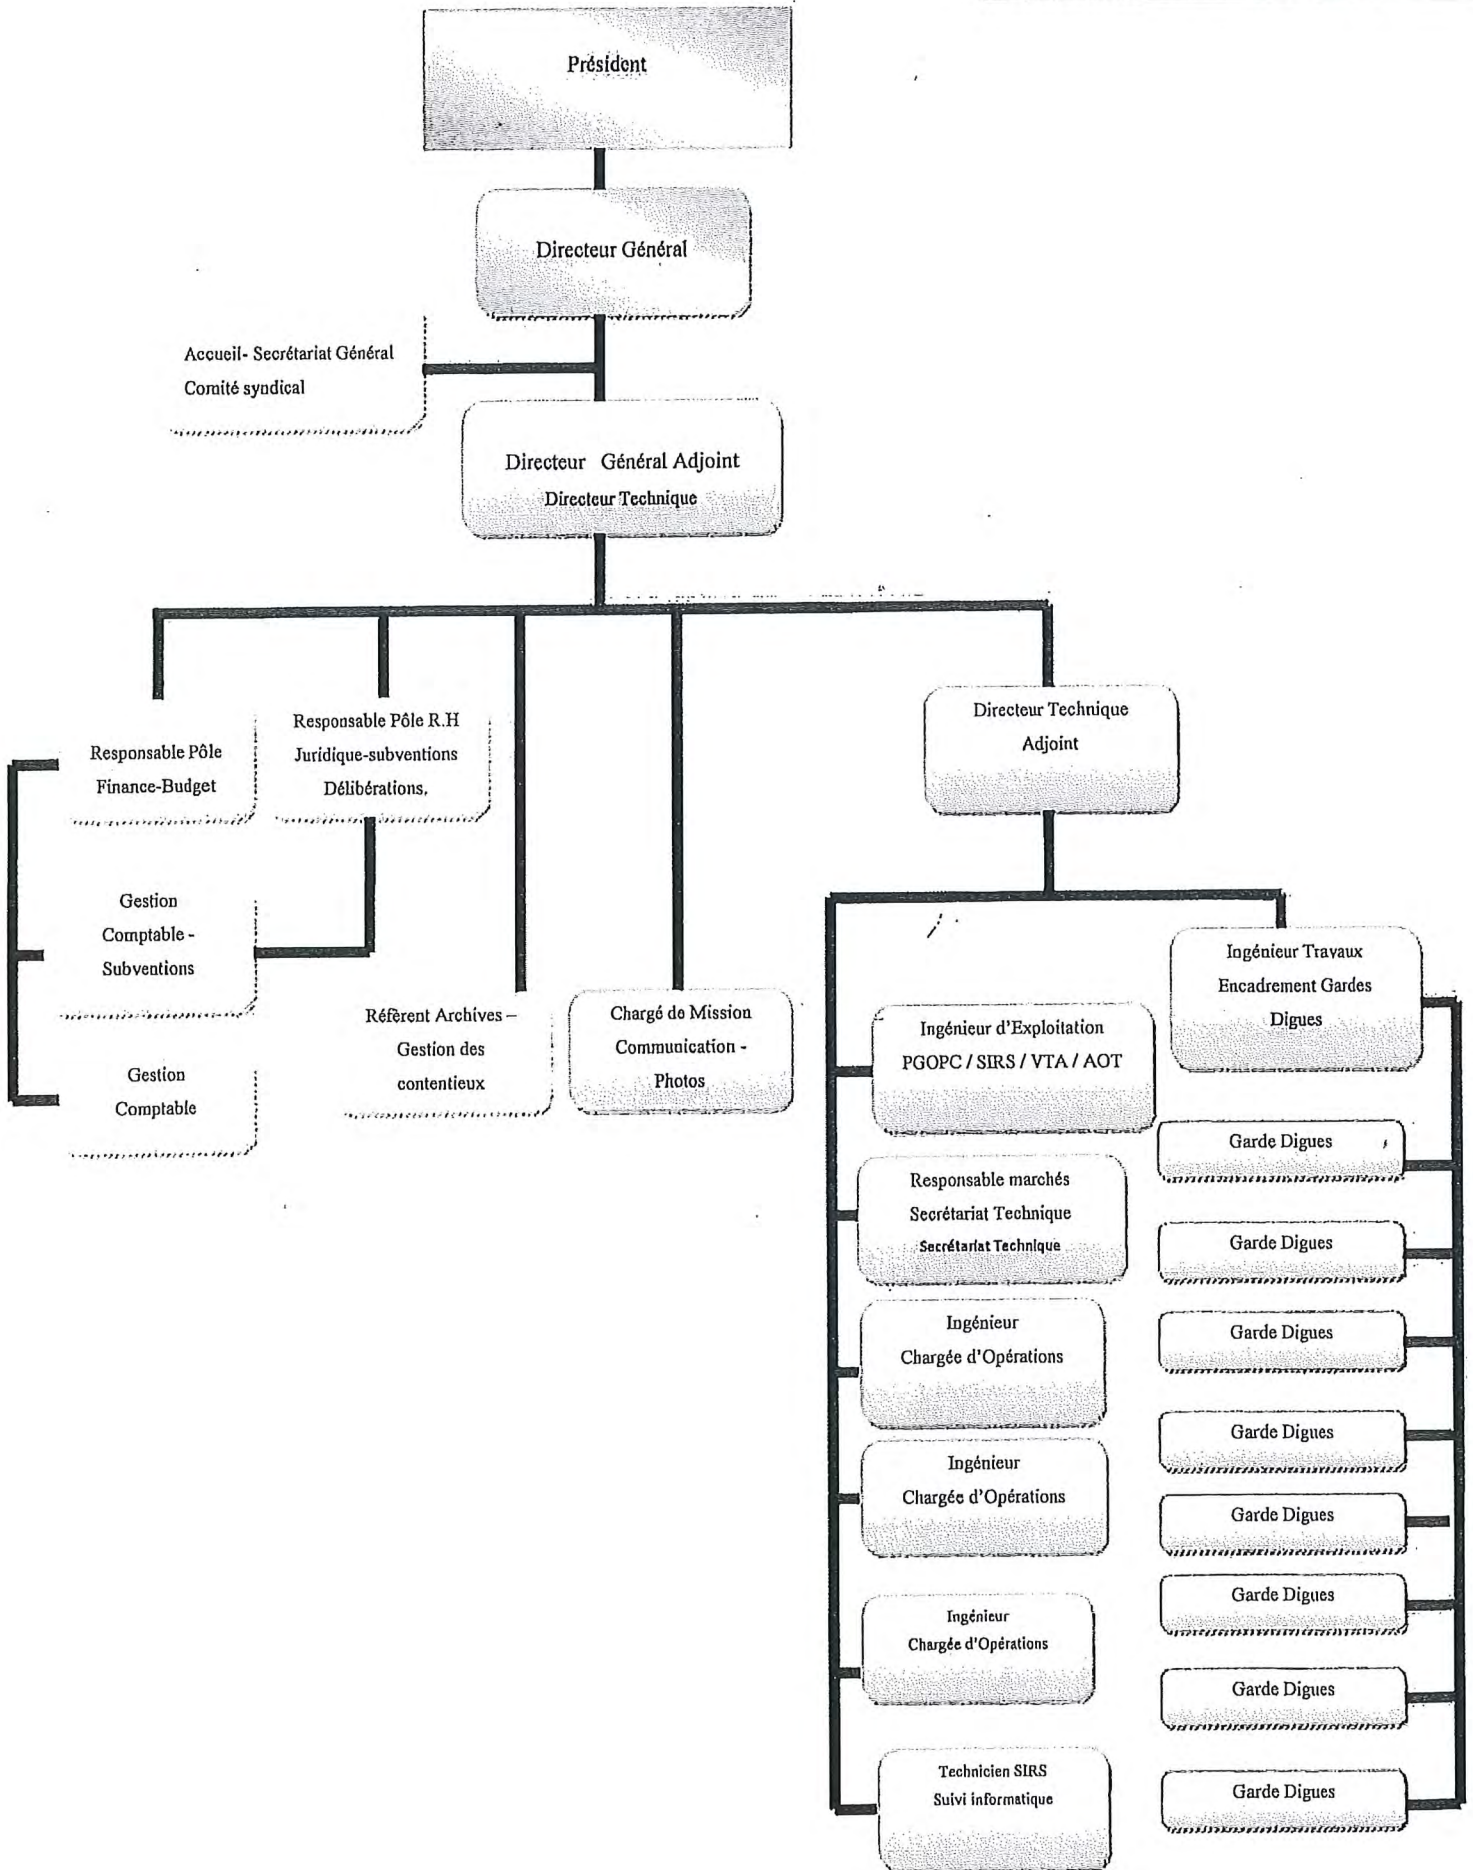 Président
Directeur Général
Accueil- Secrétariat Général
Comité syndical
Directeur Général Adjoint
Directeur Technique
Responsable Pôle
Finance-Budget
Responsable Pôle R.H
Juridique-subventions
Délibérations,
Directeur Technique
Adjoint
Gestion
Comptable -
Subventions
Gestion
Comptable
Référent Archives –
Gestion des
contentieux
Chargé de Mission
Communication -
Photos
Ingénieur d'Exploitation
PGOPC / SIRS / VTA / AOT
Responsable marchés
Secrétariat Technique
Secrétariat Technique
Ingénieur
Chargée d'Opérations
Ingénieur
Chargée d'Opérations
Ingénieur
Chargée d'Opérations
Technicien SIRS
Suivi informatique
Ingénieur Travaux
Encadrement Gardes
Digues
Garde Digues
Garde Digues
Garde Digues
Garde Digues
Garde Digues
Garde Digues
Garde Digues
Garde Digues